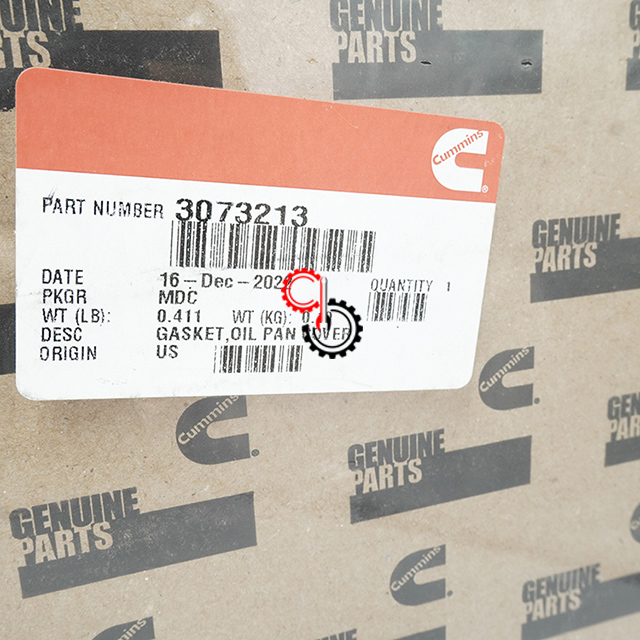 GENUINE
PARTS
GENUINE
PARTS
Cummins
PART NUMBER 3073213
DATE 16-Dec-202
QUANTITY 1
PKGR MDC
WT (LB): 0.411 WT (KG):
DESC GASKET,OIL PAN COVER
ORIGIN US
GENUINE
PARTS
Cummins
Cummins
GENUINE
PARTS
GENUINE
PARTS
GENUINE
PARTS
Cummins
GENUINE
PARTS
Cummins